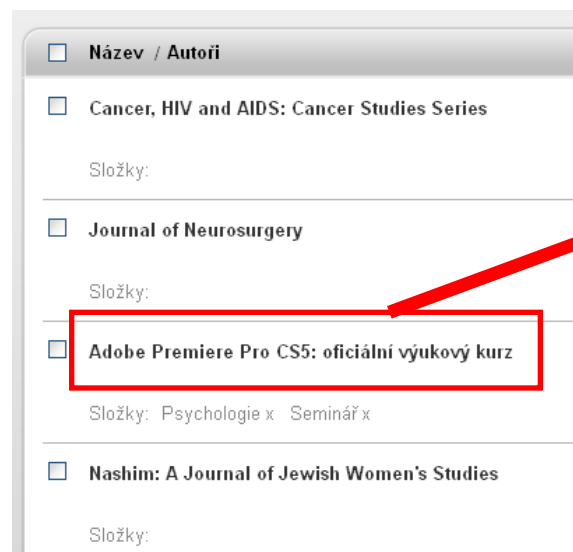 Název / Autoři
Cancer, HIV and AIDS: Cancer Studies Series
Složky:
Journal of Neurosurgery
Složky:
Adobe Premiere Pro CS5: oficiální výukový kurz
Složky: Psychologie x Seminář x
Nashim: A Journal of Jewish Women's Studies
Složky: